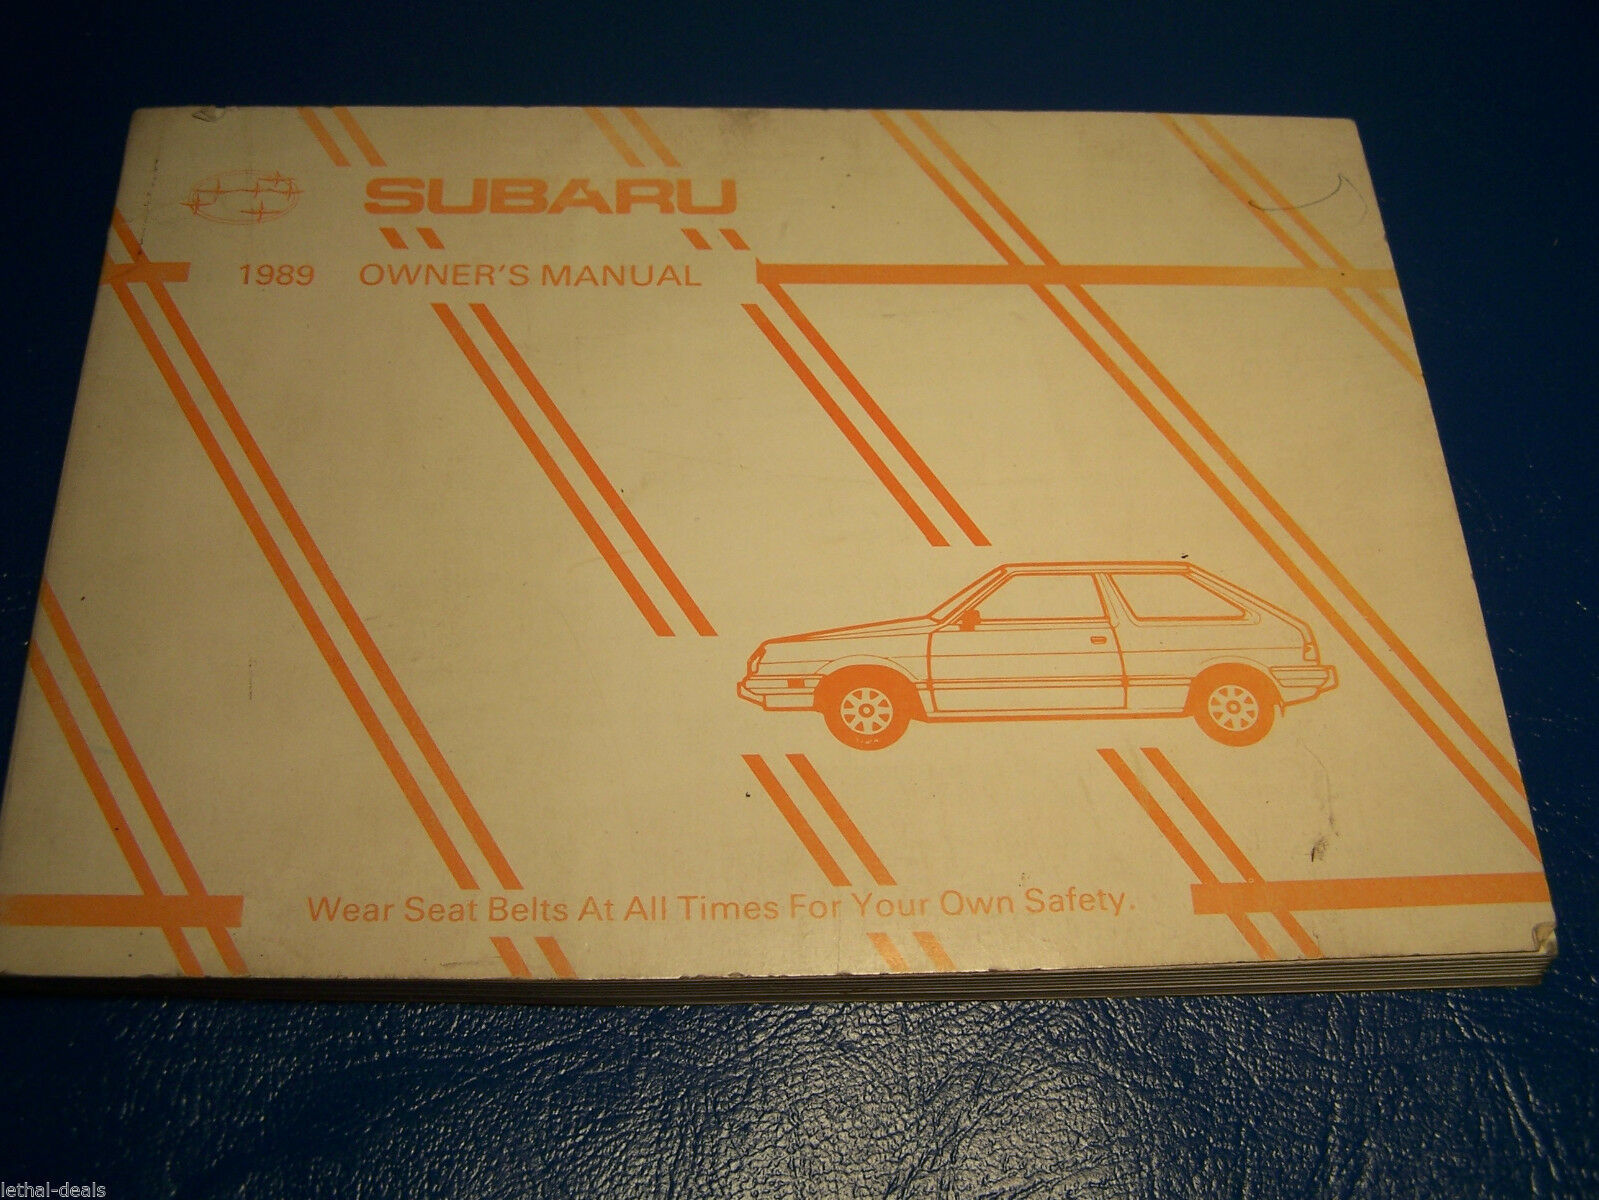 SUBARU
1989 OWNER'S MANUAL
Wear Seat Belts At All Times For Your Own Safety.
lethal-deals